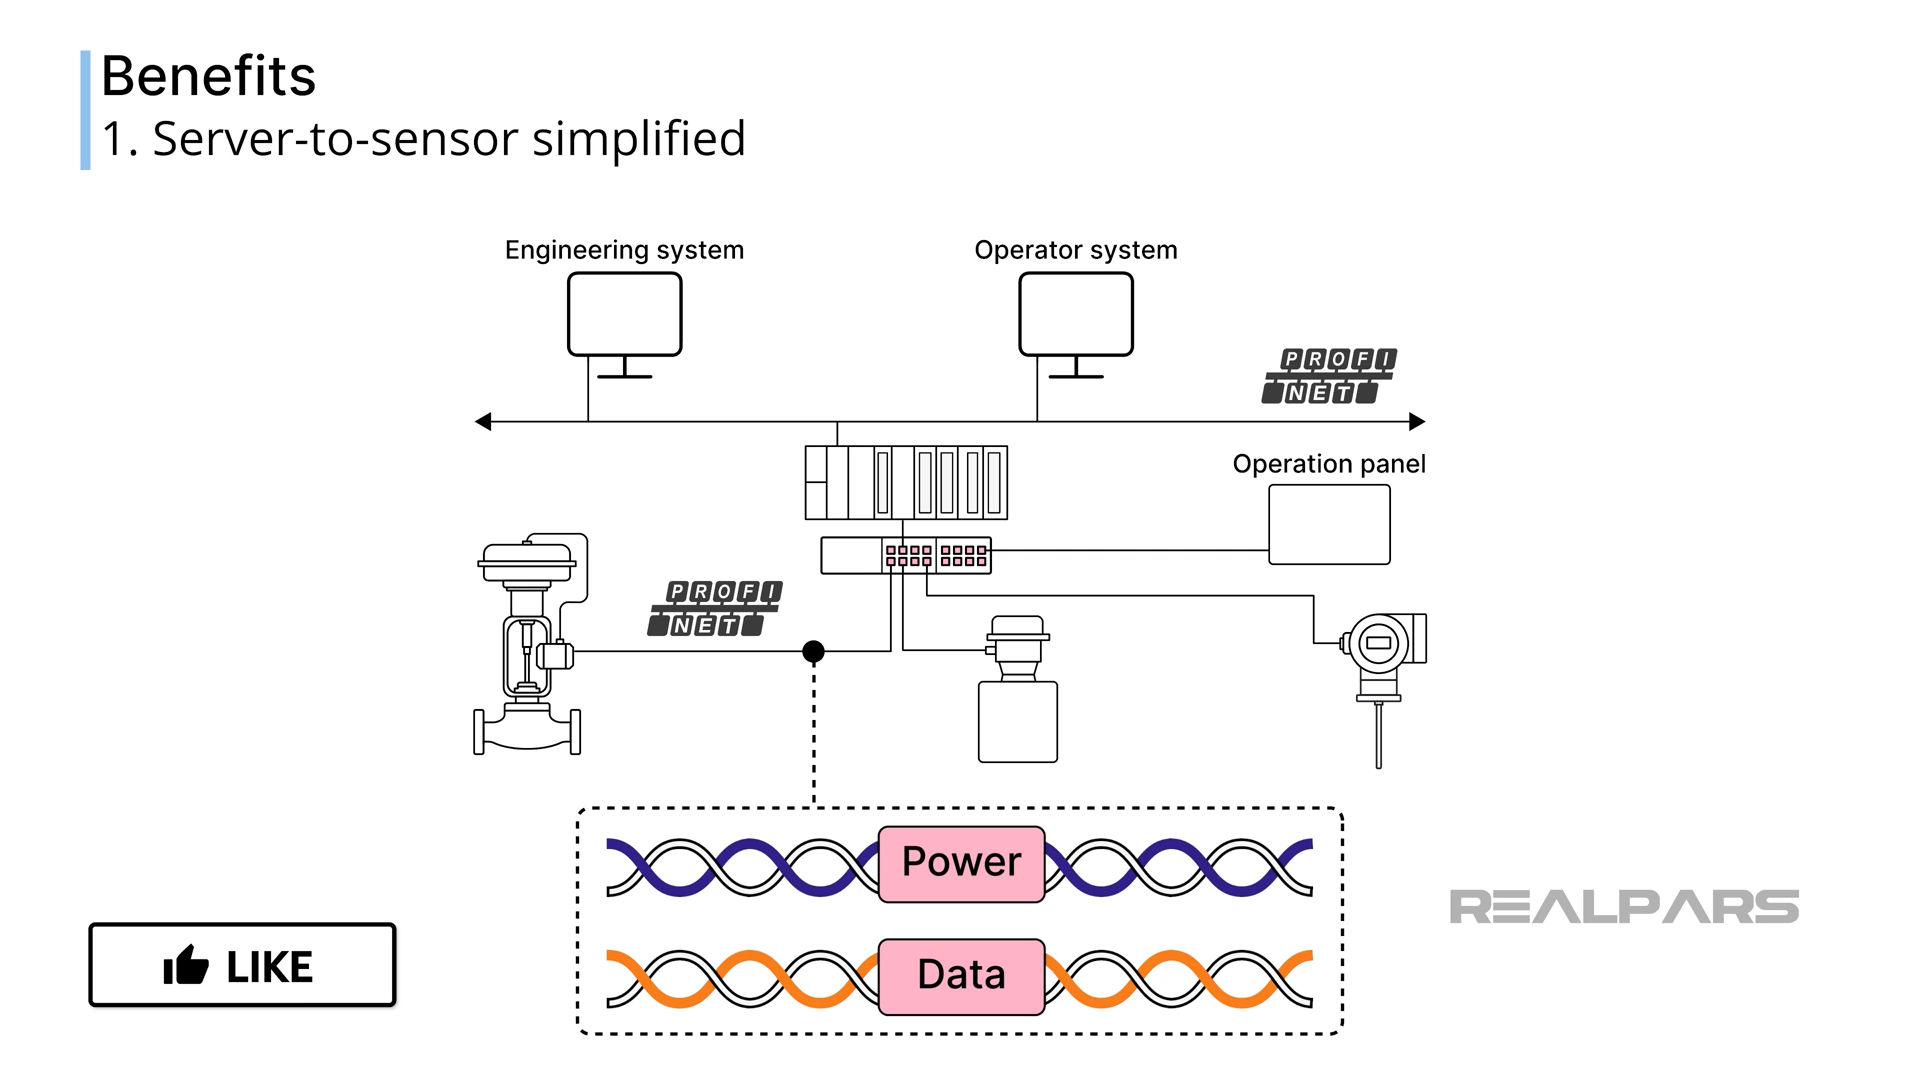 Benefits
1. Server-to-sensor simplified
Engineering system
Operator system
PROFI
NET
Operation panel
PROFI
NET
Power
Data
REALPARS
LIKE